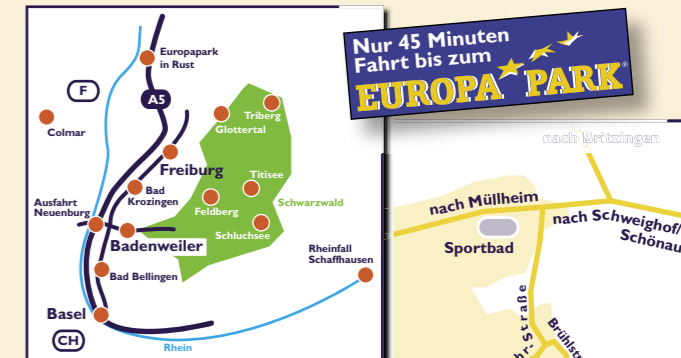 Nur 45 Minuten
Fahrt bis zum
EUROPA PARK®
Europapark
in Rust
F
A5
Colmar
Triberg
Glottertal
Freiburg
Titisee
Bad
Krozingen
Schwarzwald
Feldberg
Ausfahrt
Neuenburg
Schluchsee
Badenweiler
Rheinfall
Schaffhausen
Bad Bellingen
Basel
CH
Rhein
nach Britzingen
nach Müllheim
nach Schweighof/
Schönau
Sportbad